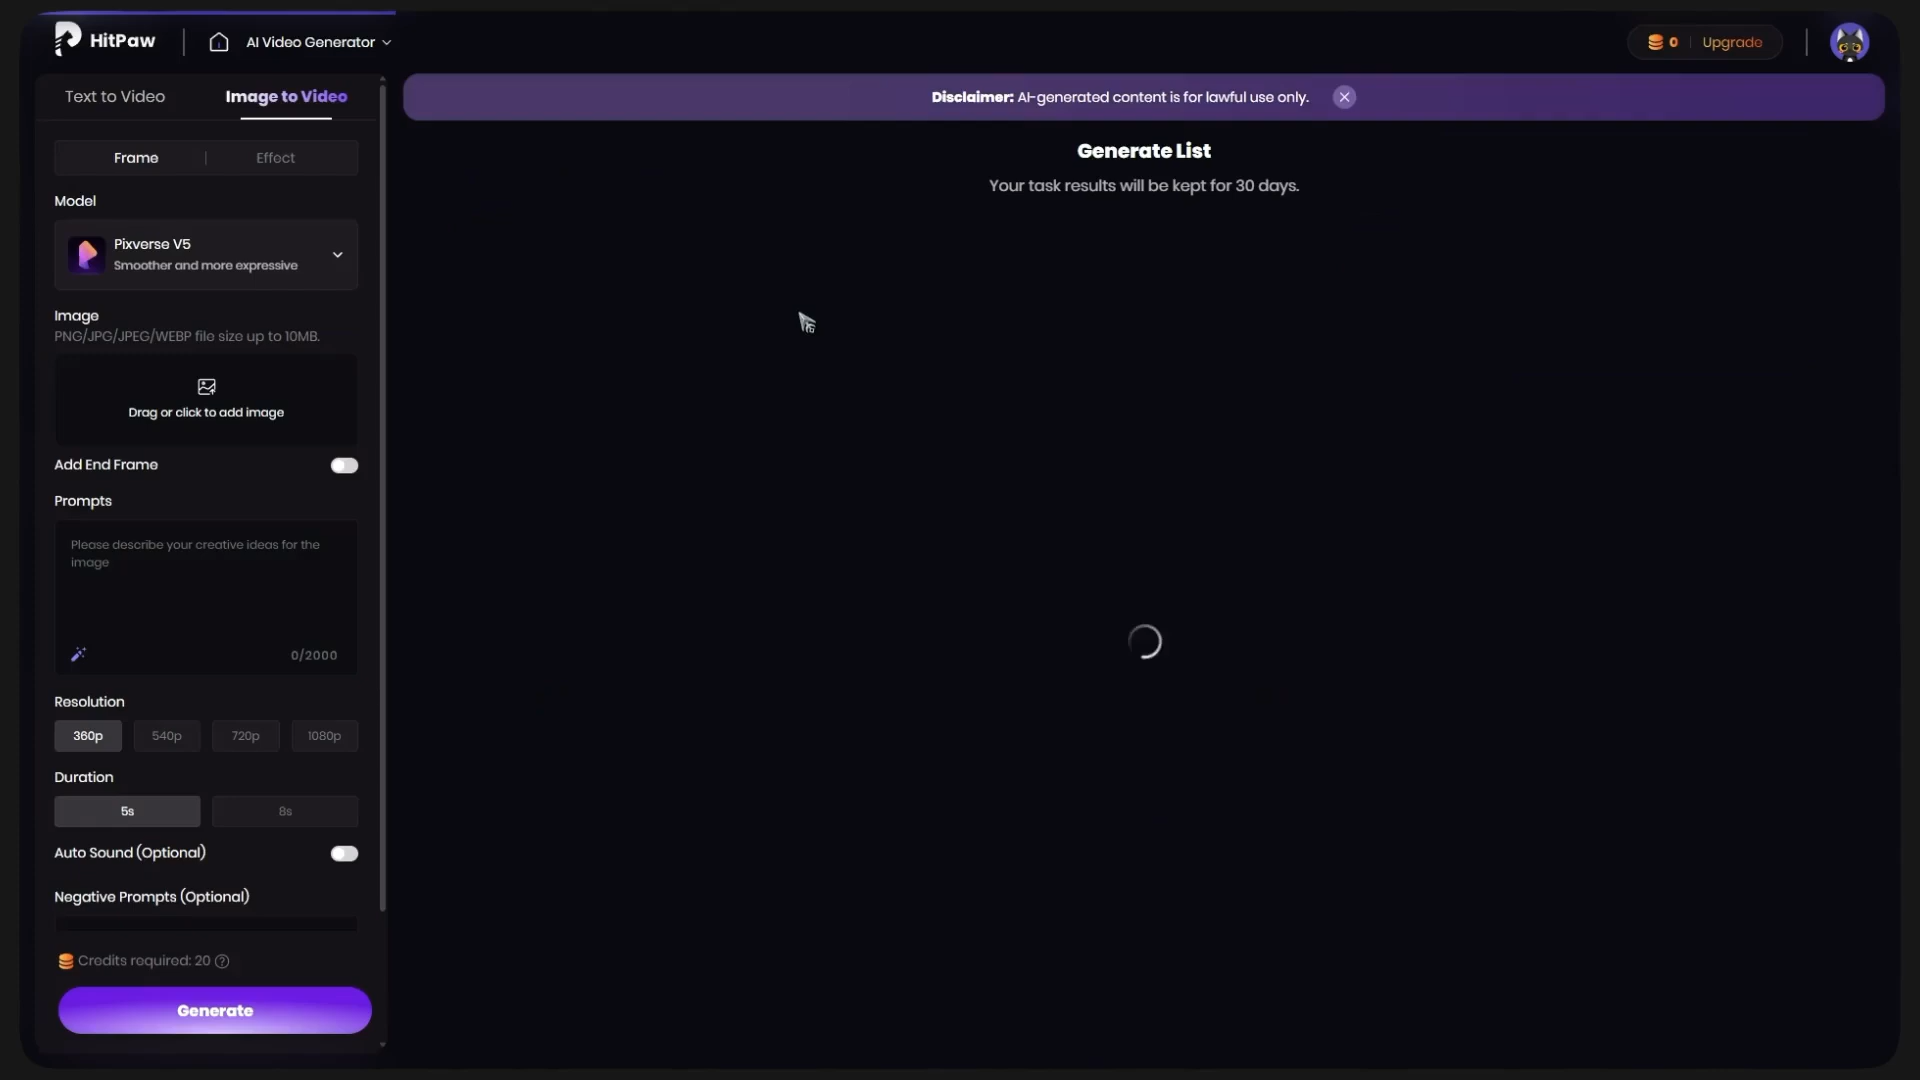 HitPaw
AI Video Generator
0
Upgrade
Text to Video
Image to Video
Disclaimer: AI-generated content is for lawful use only.
Generate List
Your task results will be kept for 30 days.
Frame
Effect
Model
Pixverse V5
Smoother and more expressive
Image
PNG/JPG/JPEG/WEBP file size up to 10MB.
Drag or click to add image
Add End Frame
Prompts
Please describe your creative ideas for the
image
0/2000
Resolution
360p
540p
720p
1080p
Duration
5s
8s
Auto Sound (Optional)
Negative Prompts (Optional)
Credits required: 20
Generate